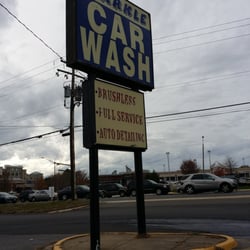 CAR
WASH
•BRUSHLESS
•FULL SERVICE
•AUTO DETAILING